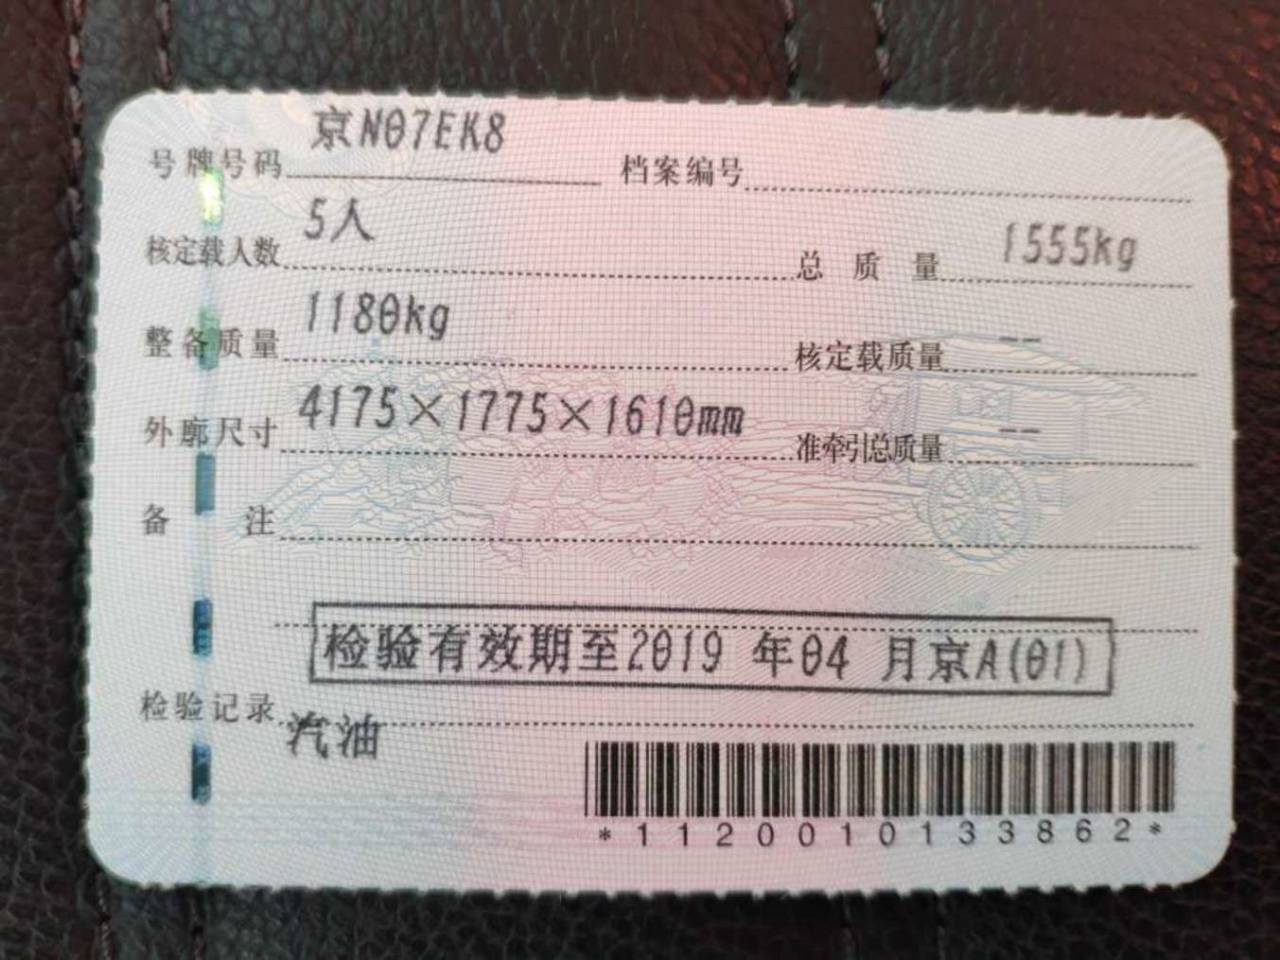 号牌号码 京N07EK8 档案编号
核定载人数 5人 总质量 1555kg
整备质量 1180kg 核定载质量 --
外廓尺寸 4175×1775×1610mm 准牵引总质量 --
备注
检验有效期至2019 年04 月京A(01)
检验记录 汽油
*1120010133862*